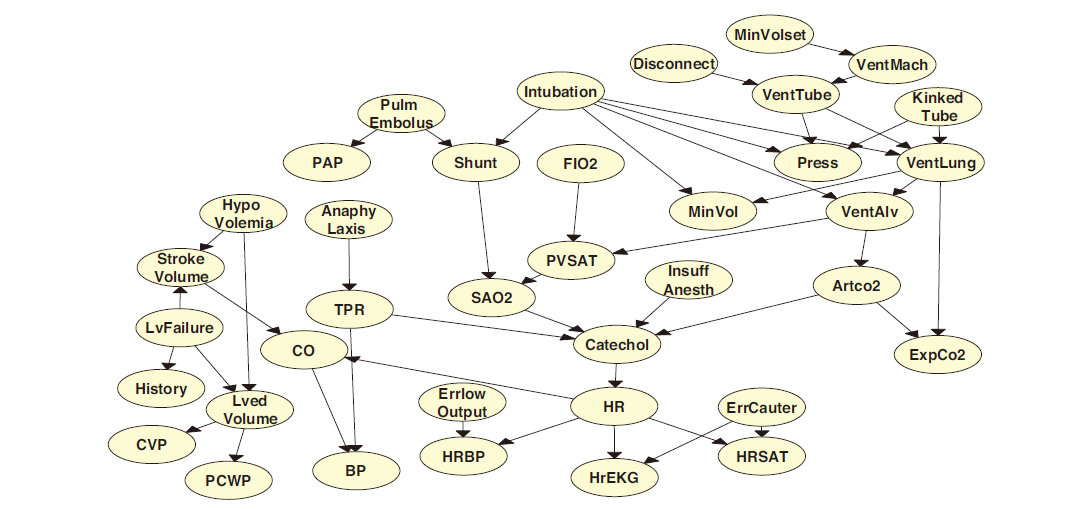 MinVolset
Disconnect
VentMach
Intubation
VentTube
Kinked
Tube
Pulm
Embolus
PAP
Shunt
FIO2
Press
VentLung
MinVol
VentAlv
Hypo
Volemia
Anaphy
Laxis
Stroke
Volume
PVSAT
Insuff
Anesth
Artco2
SAO2
TPR
LvFailure
CO
Catechol
ExpCo2
History
Lved
Volume
Errlow
Output
HR
ErrCauter
CVP
HRBP
HRSAT
PCWP
BP
HrEKG